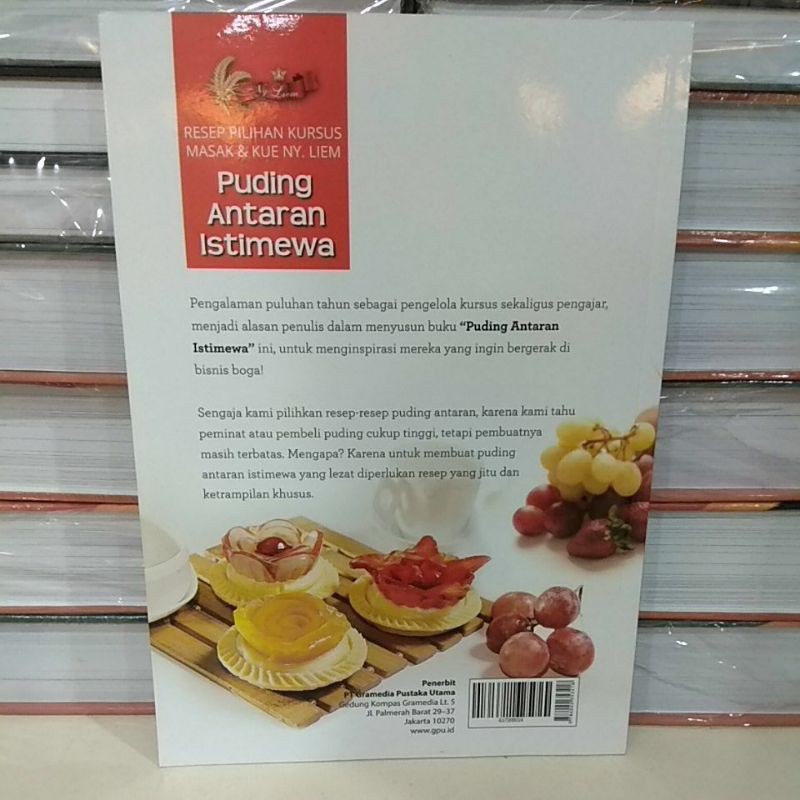 Ny. Liem
RESEP PILIHAN KURSUS
MASAK & KUE NY. LIEM
Puding
Antaran
Istimewa
Pengalaman puluhan tahun sebagai pengelola kursus sekaligus pengajar,
menjadi alasan penulis dalam menyusun buku “Puding Antaran
Istimewa” ini, untuk menginspirasi mereka yang ingin bergerak di
bisnis boga!
Sengaja kami pilihkan resep-resep puding antaran, karena kami tahu
peminat atau pembeli puding cukup tinggi, tetapi pembuatnya
masih terbatas. Mengapa? Karena untuk membuat puding
antaran istimewa yang lezat diperlukan resep yang jitu dan
ketrampilan khusus.
Penerbit
PT Gramedia Pustaka Utama
Gedung Kompas Gramedia Lt. 5
Jl. Palmerah Barat 29–37
Jakarta 10270
www.gpu.id